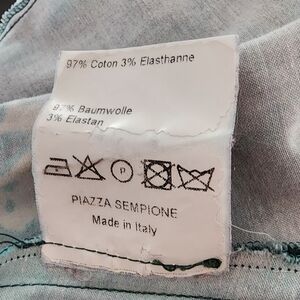 97% Coton 3% Elasthanne
97% Baumwolle
3% Elastan
P
PIAZZA SEMPIONE
Made in Italy